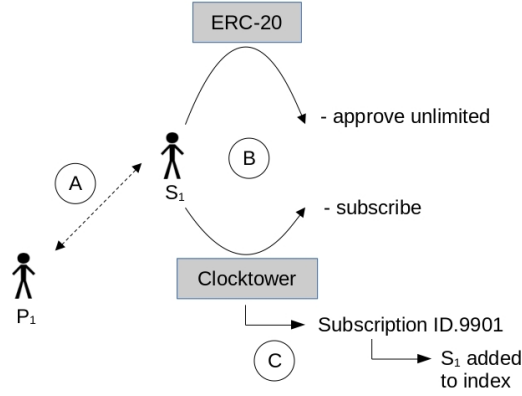 ERC-20
- approve unlimited
A
B
S₁
- subscribe
Clocktower
P₁
Subscription ID.9901
C
S₁ added
to index